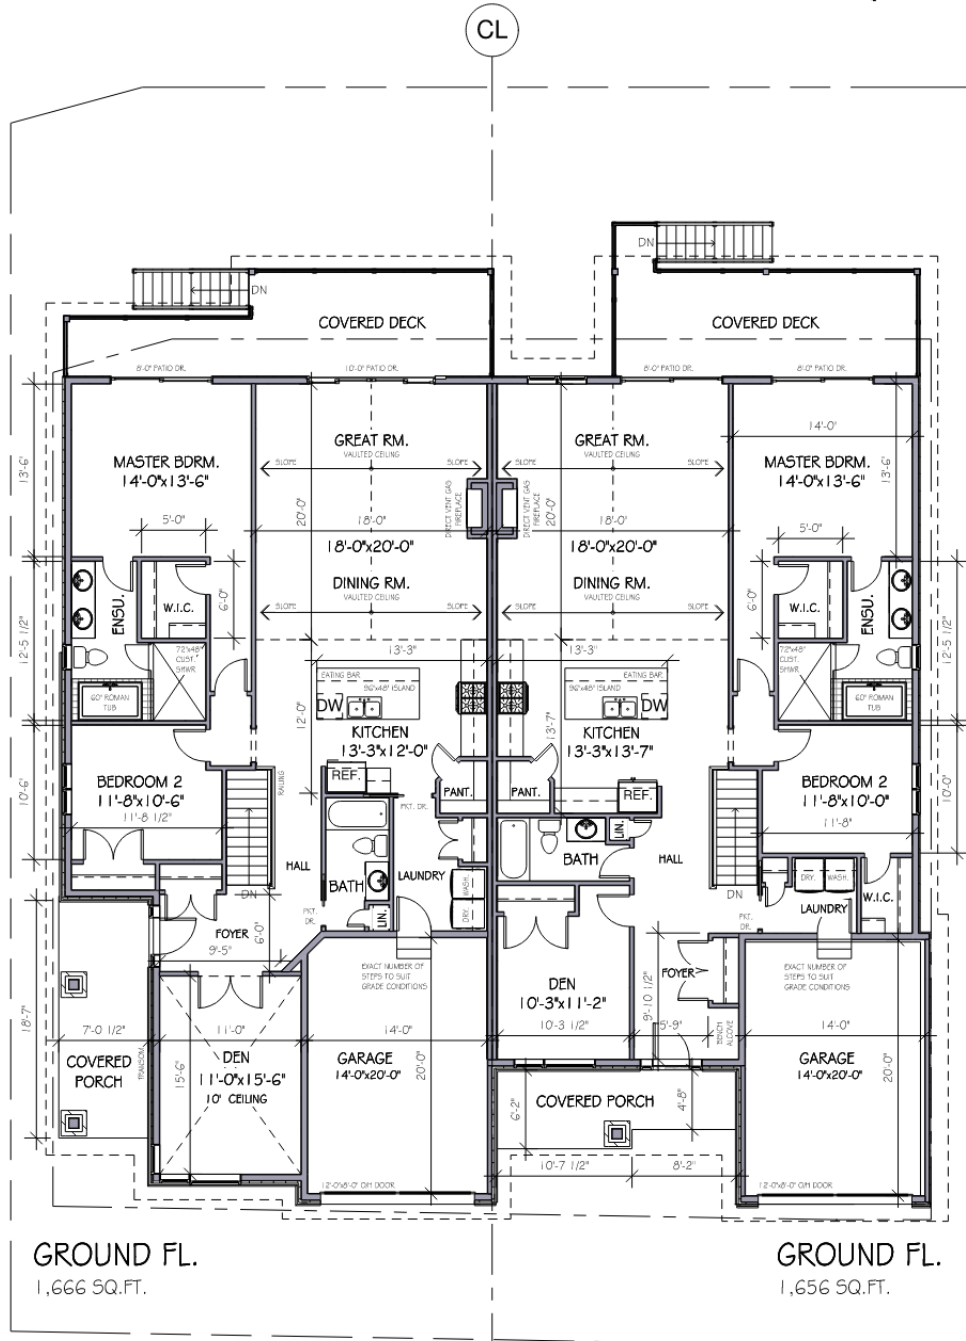 CL
DN
DN
COVERED DECK
COVERED DECK
8'-0" PATIO DR.
10'-0" PATIO DR.
8'-0" PATIO DR.
8'-0" PATIO DR.
14'-0"
GREAT RM.
VAULTED CEILING
GREAT RM.
VAULTED CEILING
MASTER BDRM.
14'-0"x13'-6"
SLOPE
SLOPE
SLOPE
SLOPE
MASTER BDRM.
14'-0"x13'-6"
13'-6"
13'-6"
5'-0"
20'-0"
18'-0"
18'-0"x20'-0"
DIRECT VENT GAS
FIREPLACE
DIRECT VENT GAS
FIREPLACE
20'-0"
18'-0"
18'-0"x20'-0"
5'-0"
DINING RM.
VAULTED CEILING
DINING RM.
VAULTED CEILING
ENSU.
W.I.C.
6'-0"
SLOPE
SLOPE
SLOPE
SLOPE
6'-0"
W.I.C.
ENSU.
12'-5 1/2"
12'-5 1/2"
72"x48"
CUST.
SHWR
13'-3"
13'-3"
72"x48"
CUST.
SHWR
60" ROMAN
TUB
EATING BAR
96"x48" ISLAND
DW
EATING BAR
96"x48" ISLAND
DW
60" ROMAN
TUB
12'-0"
13'-7"
KITCHEN
13'-3"x12'-0"
KITCHEN
13'-3"x13'-7"
BEDROOM 2
11'-8"x10'-6"
11'-8 1/2"
10'-6"
RAILING
REF.
PKT. DR.
PANT.
PANT.
REF.
BEDROOM 2
11'-8"x10'-0"
11'-8"
10'-0"
HALL
BATH
LAUNDRY
WASH.
DRY.
LIN.
PKT.
DR.
BATH
LIN.
HALL
DRY.
WASH.
LAUNDRY
W.I.C.
PKT.
DR.
DN
DN
FOYER
9'-5"
6'-0"
EXACT NUMBER OF
STEPS TO SUIT
GRADE CONDITIONS
DEN
10'-3"x11'-2"
10'-3 1/2"
9'-10 1/2"
FOYER
5'-9"
BENCH
ALCOVE
EXACT NUMBER OF
STEPS TO SUIT
GRADE CONDITIONS
18'-7"
7'-0 1/2"
11'-0"
14'-0"
14'-0"
COVERED
PORCH
TRANSOM
15'-6"
DEN
11'-0"x15'-6"
10' CEILING
GARAGE
14'-0"x20'-0"
20'-0"
GARAGE
14'-0"x20'-0"
20'-0"
6'-2"
COVERED PORCH
4'-8"
10'-7 1/2"
8'-2"
12'-0"x8'-0" O/H DOOR
12'-0"x8'-0" O/H DOOR
GROUND FL.
1,666 SQ.FT.
GROUND FL.
1,656 SQ.FT.